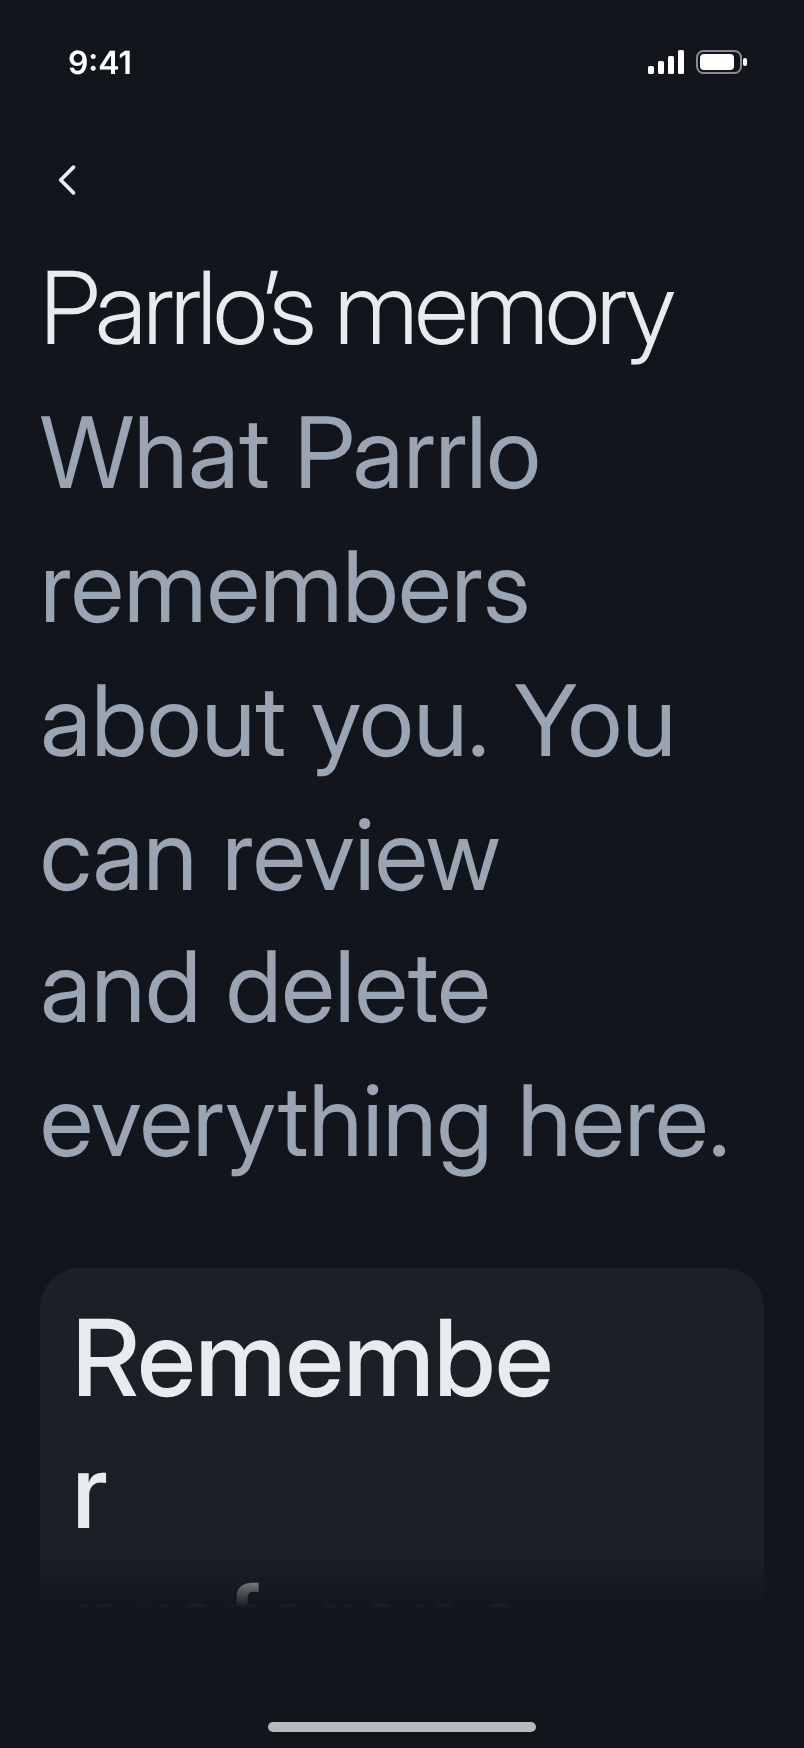 9:41
Parrlo’s memory
What Parrlo
remembers
about you. You
can review
and delete
everything here.
Remembe
r